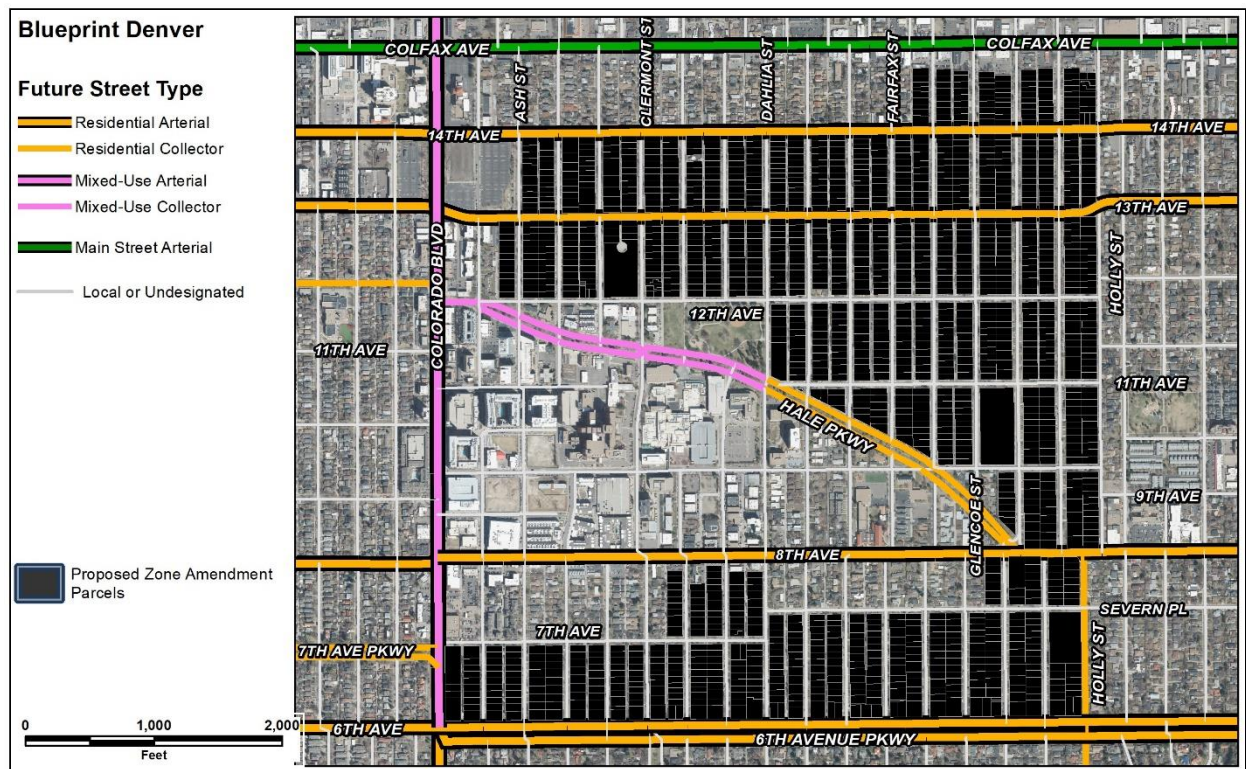 Blueprint Denver
Future Street Type
Residential Arterial
Residential Collector
Mixed-Use Arterial
Mixed-Use Collector
Main Street Arterial
Local or Undesignated
Proposed Zone Amendment
Parcels
0 1,000 2,000
Feet
COLFAX AVE
COLFAX AVE
ASH ST
CLERMONT ST
DAHLIA ST
FAIRFAX ST
14TH AVE
14TH AVE
13TH AVE
COLORADO BLVD
HOLLY ST
12TH AVE
11TH AVE
11TH AVE
HALE PKWY
GLENCOE ST
9TH AVE
8TH AVE
SEVERN PL
7TH AVE
7TH AVE PKWY
HOLLY ST
6TH AVE
6TH AVENUE PKWY